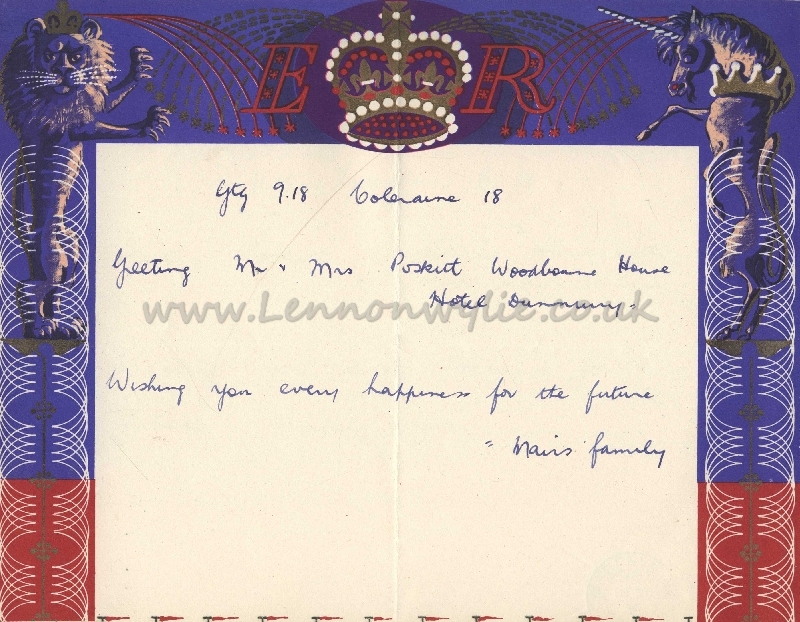 E R
Gtg 9.18 Coleraine 18
Greeting Mr & Mrs Poskitt Woodbourne House
Hotel Dunmurry =
www.Lennonwylie.co.uk
Wishing you every happiness for the future
= Mairs family